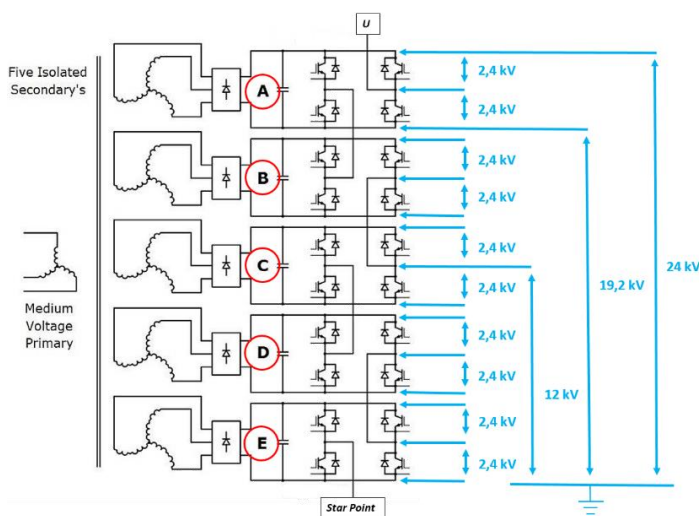 U
Five Isolated
Secondary's
A
2,4 kV
2,4 kV
B
2,4 kV
2,4 kV
Medium
Voltage
Primary
C
2,4 kV
2,4 kV
19,2 kV
24 kV
D
2,4 kV
2,4 kV
12 kV
E
2,4 kV
2,4 kV
Star Point